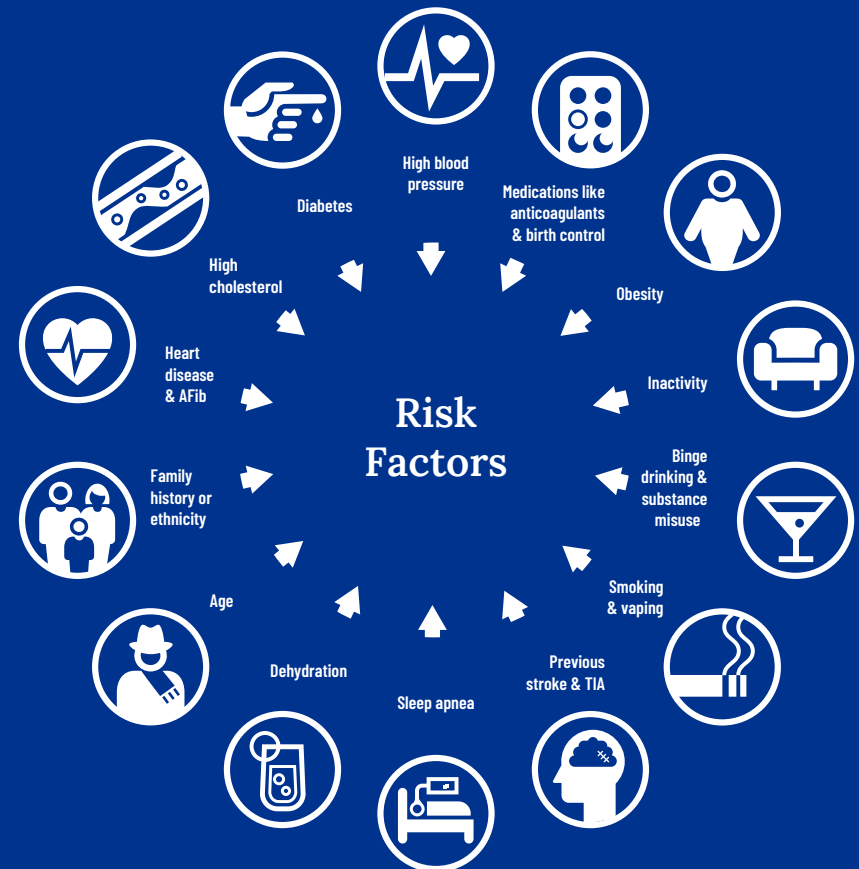 High blood
pressure
Medications like
anticoagulants
& birth control
Obesity
Inactivity
Binge
drinking &
substance
misuse
Smoking
& vaping
Previous
stroke & TIA
Sleep apnea
Dehydration
Age
Family
history or
ethnicity
Heart
disease
& AFib
High
cholesterol
Diabetes
Risk
Factors